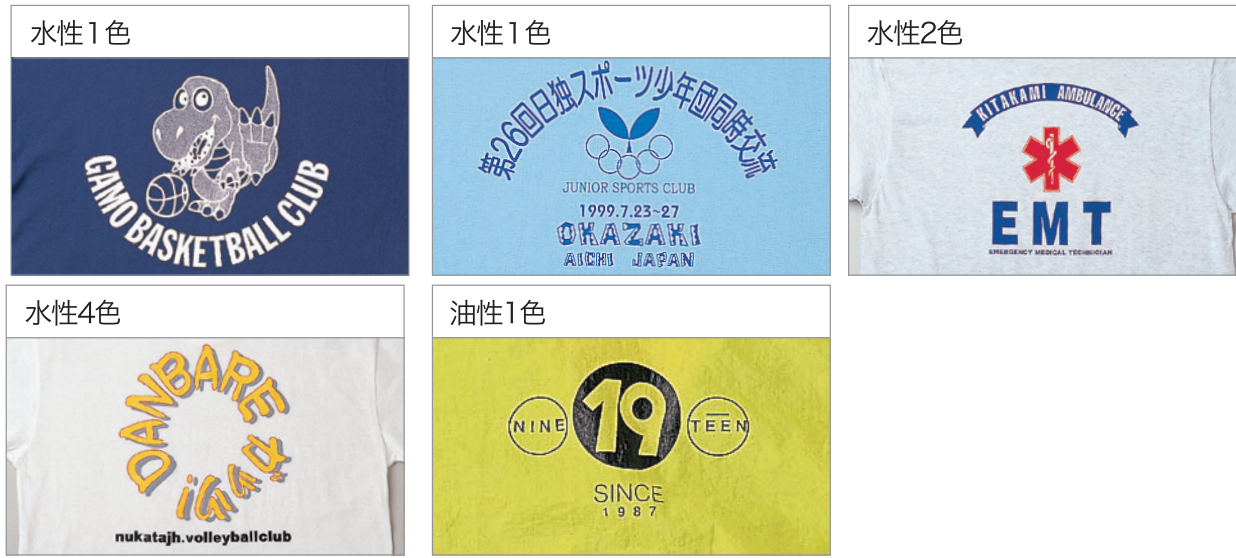 水性1色
GAMO BASKETBALL CLUB
水性1色
第26回日独スポーツ少年団同時交流
JUNIOR SPORTS CLUB
1999.7.23~27
OKAZAKI
AICHI JAPAN
水性2色
KITAKAMI AMBULANCE
EMT
EMERGENCY MEDICAL TECHNICIAN
水性4色
DANBARE
nukatajh.volleyballclub
油性1色
NINE
19
TEEN
SINCE
1987